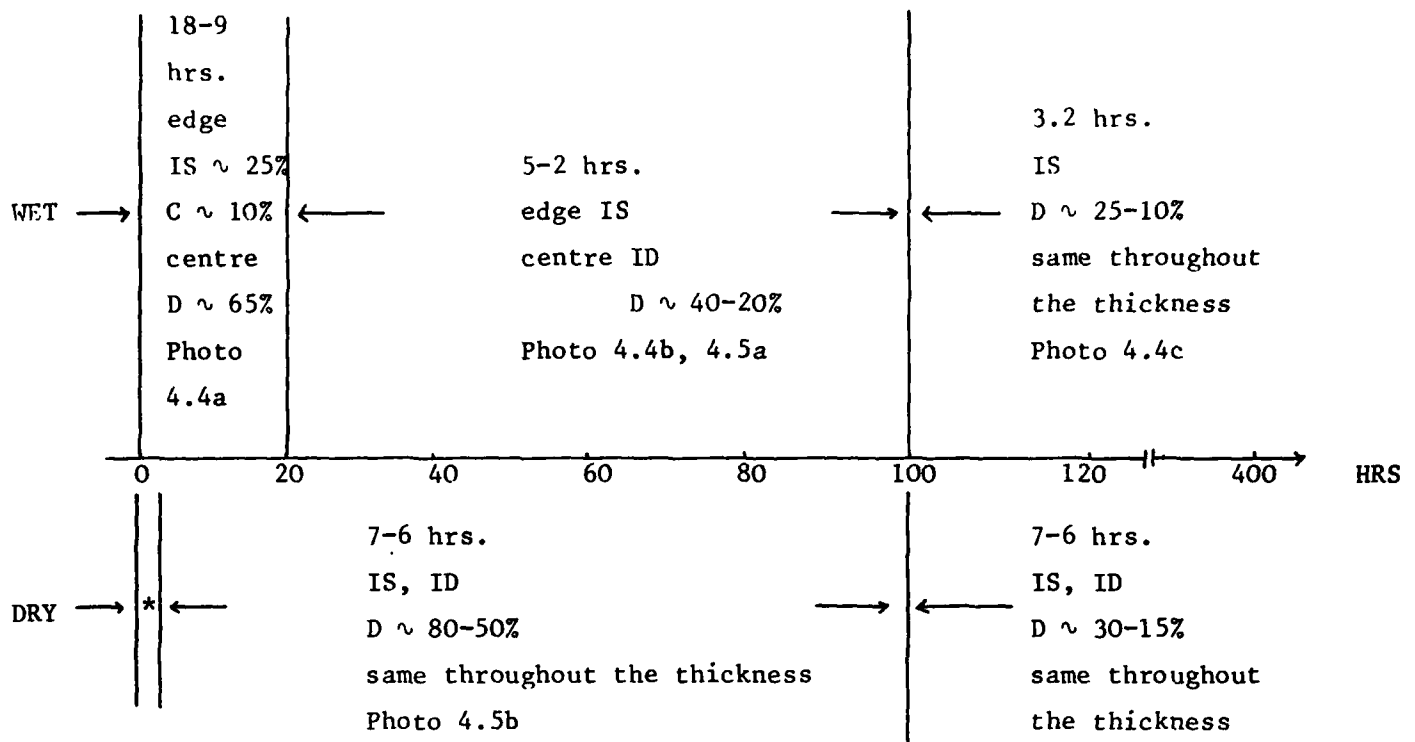 18-9
hrs.
edge
IS ~ 25%
C ~ 10%
centre
D ~ 65%
Photo
4.4a
5-2 hrs.
edge IS
centre ID
D ~ 40-20%
Photo 4.4b, 4.5a
3.2 hrs.
IS
D ~ 25-10%
same throughout
the thickness
Photo 4.4c
WET
0 20 40 60 80 100 120 400 HRS
DRY
*
7-6 hrs.
IS, ID
D ~ 80-50%
same throughout the thickness
Photo 4.5b
7-6 hrs.
IS, ID
D ~ 30-15%
same throughout
the thickness